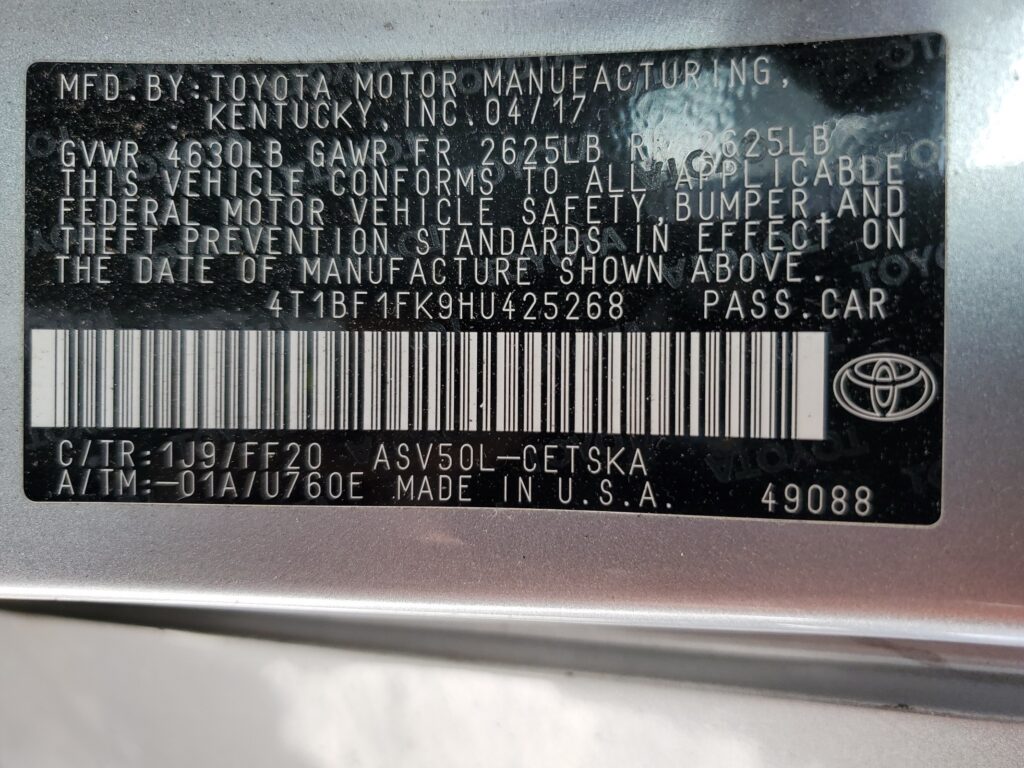 MFD.BY:TOYOTA MOTOR MANUFACTURING,
KENTUCKY, INC.04/17
GVWR 4630LB GAWR FR 2625LB RR 2625LB
THIS VEHICLE CONFORMS TO ALL APPLICABLE
FEDERAL MOTOR VEHICLE SAFETY,BUMPER,AND
THEFT PREVENTION STANDARDS IN EFFECT ON
THE DATE OF MANUFACTURE SHOWN ABOVE.
4T1BF1FK9HU425268 PASS.CAR
C/TR:1J9/FF20 ASV50L-CETSKA
A/TM:-01A/U760E MADE IN U.S.A. 49088